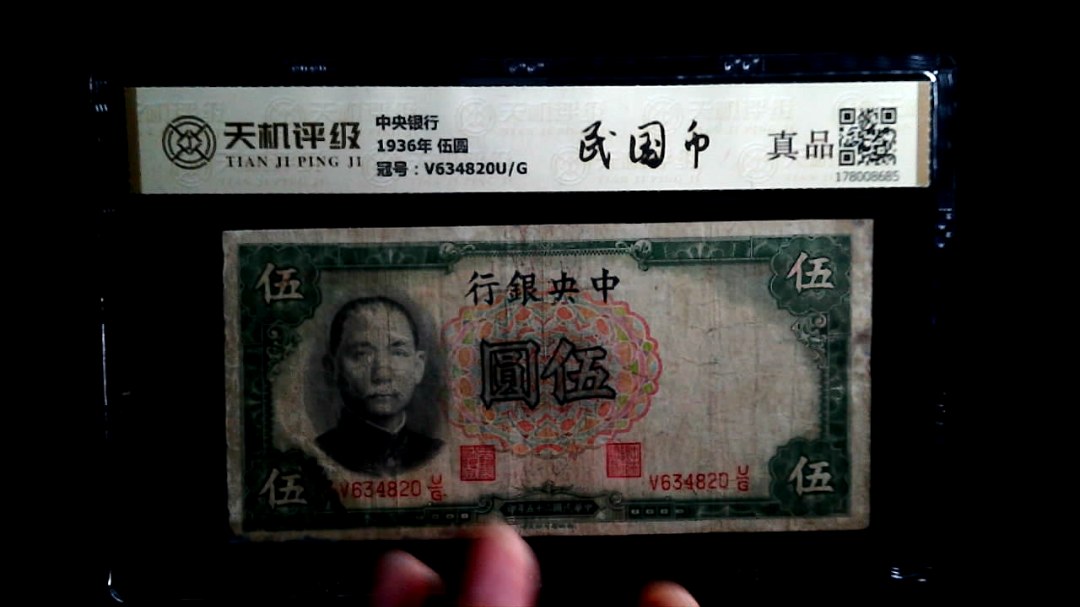 天机评级
TIAN JI PING JI
中央银行
1936年 伍圆
冠号：V634820U/G
民国币
真品
178008685
伍
伍
行銀央中
圓伍
伍
伍
V634820 U/G
V634820 U/G